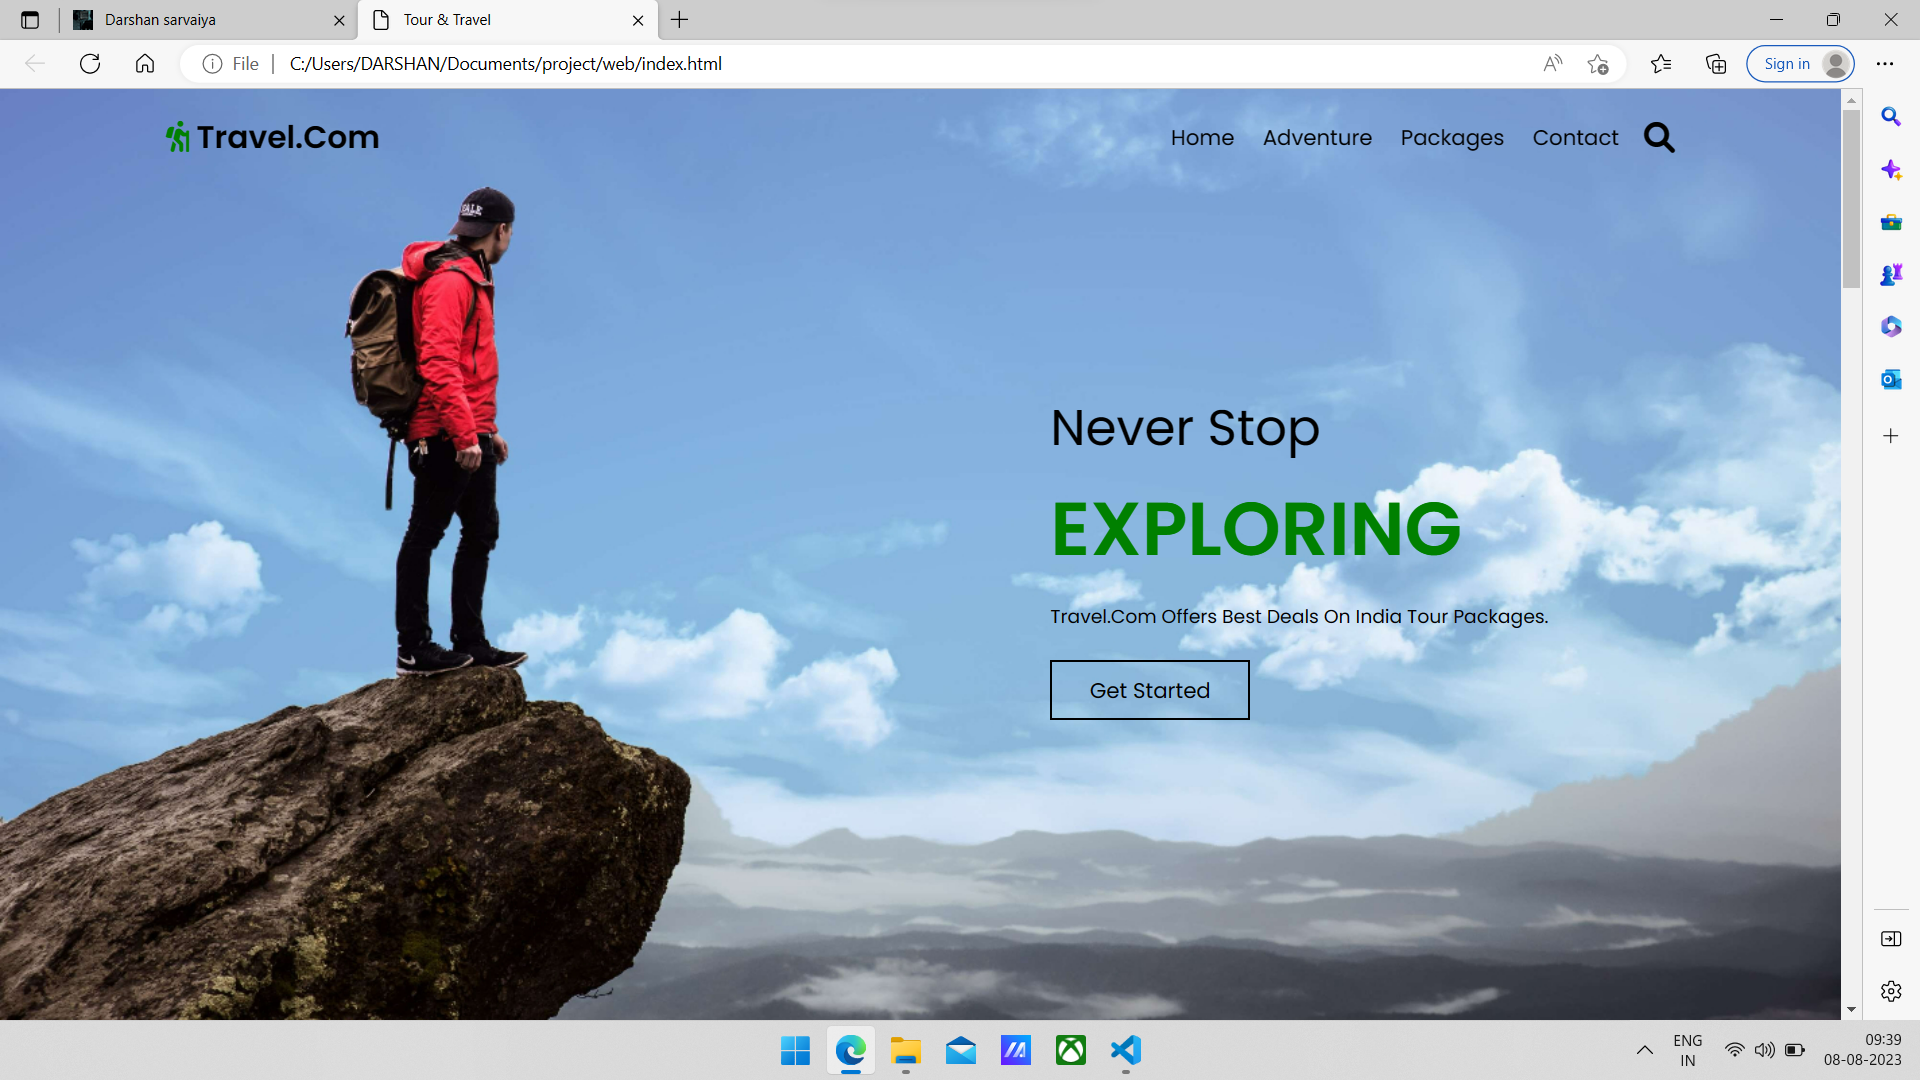 Darshan sarvaiya
Tour & Travel
File
C:/Users/DARSHAN/Documents/project/web/index.html
Sign in
Travel.Com
Home Adventure Packages Contact
Never Stop
EXPLORING
Travel.Com Offers Best Deals On India Tour Packages.
Get Started
ENG
IN
09:39
08-08-2023